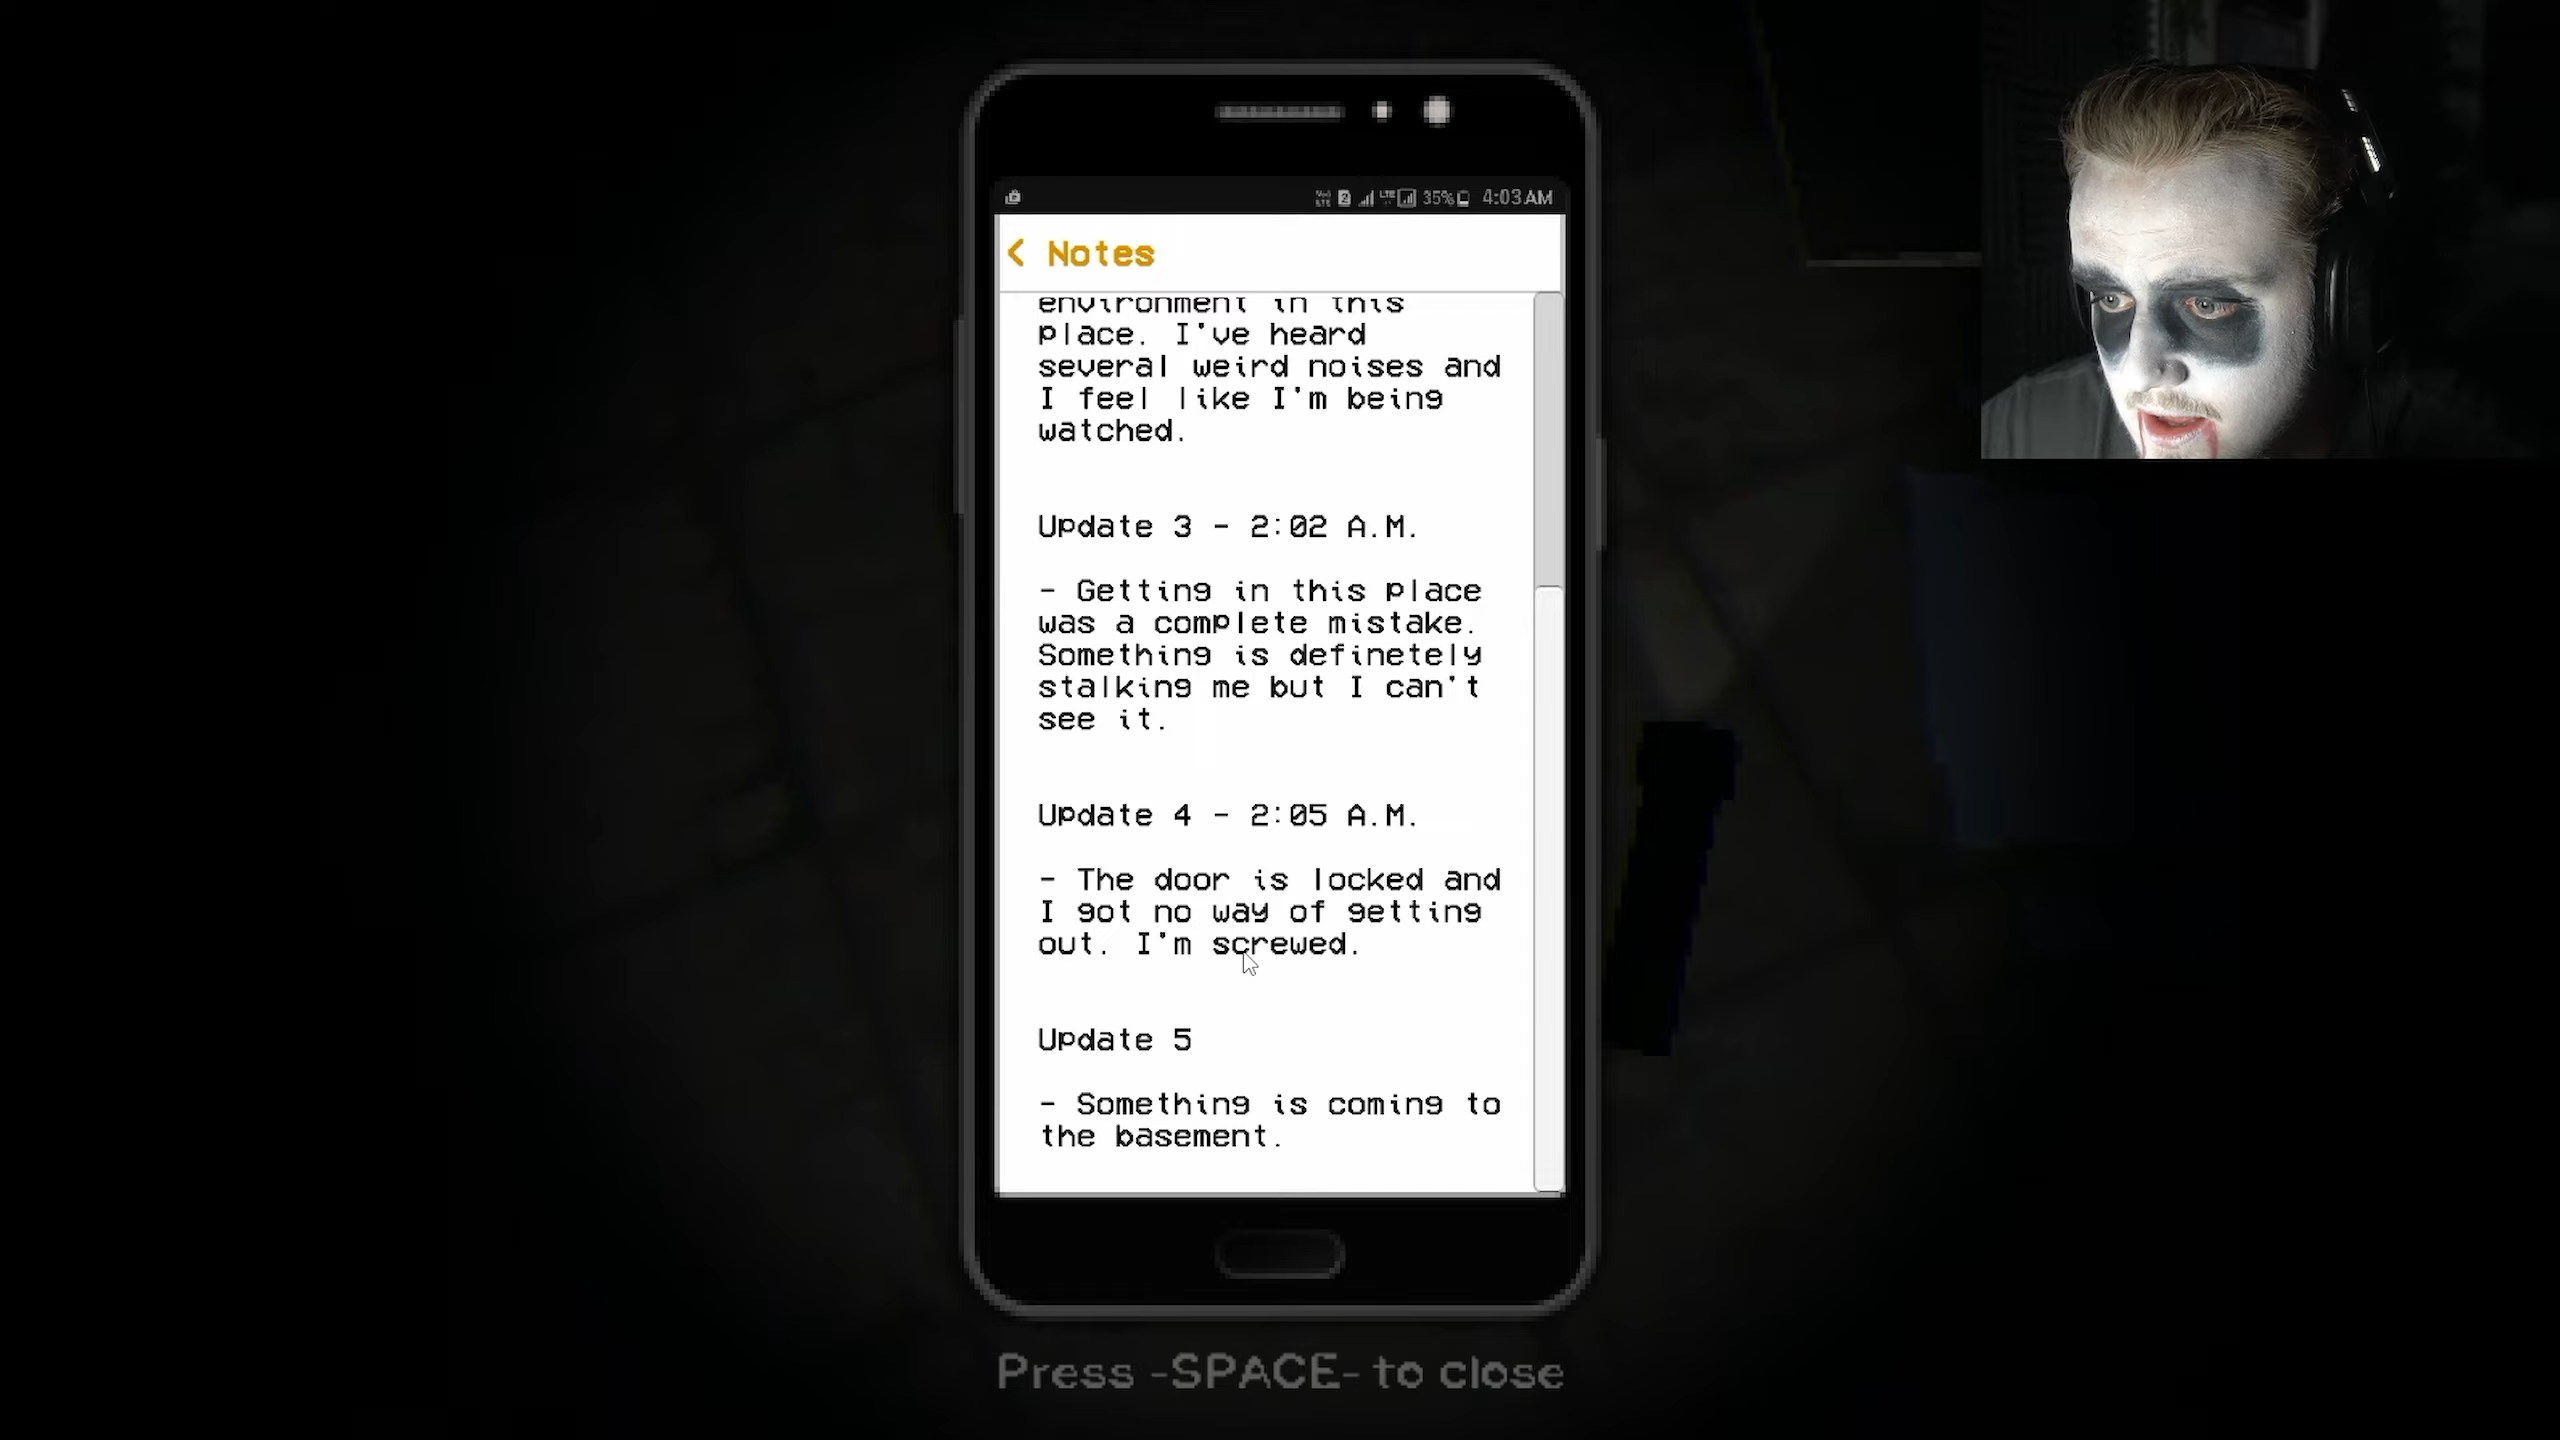 35% 4:03 AM
< Notes
environment in this
place. I've heard
several weird noises and
I feel like I'm being
watched.
Update 3 - 2:02 A.M.
- Getting in this place
was a complete mistake.
Something is definetely
stalking me but I can't
see it.
Update 4 - 2:05 A.M.
- The door is locked and
I got no way of getting
out. I'm screwed.
Update 5
- Something is coming to
the basement.
Press -SPACE- to close